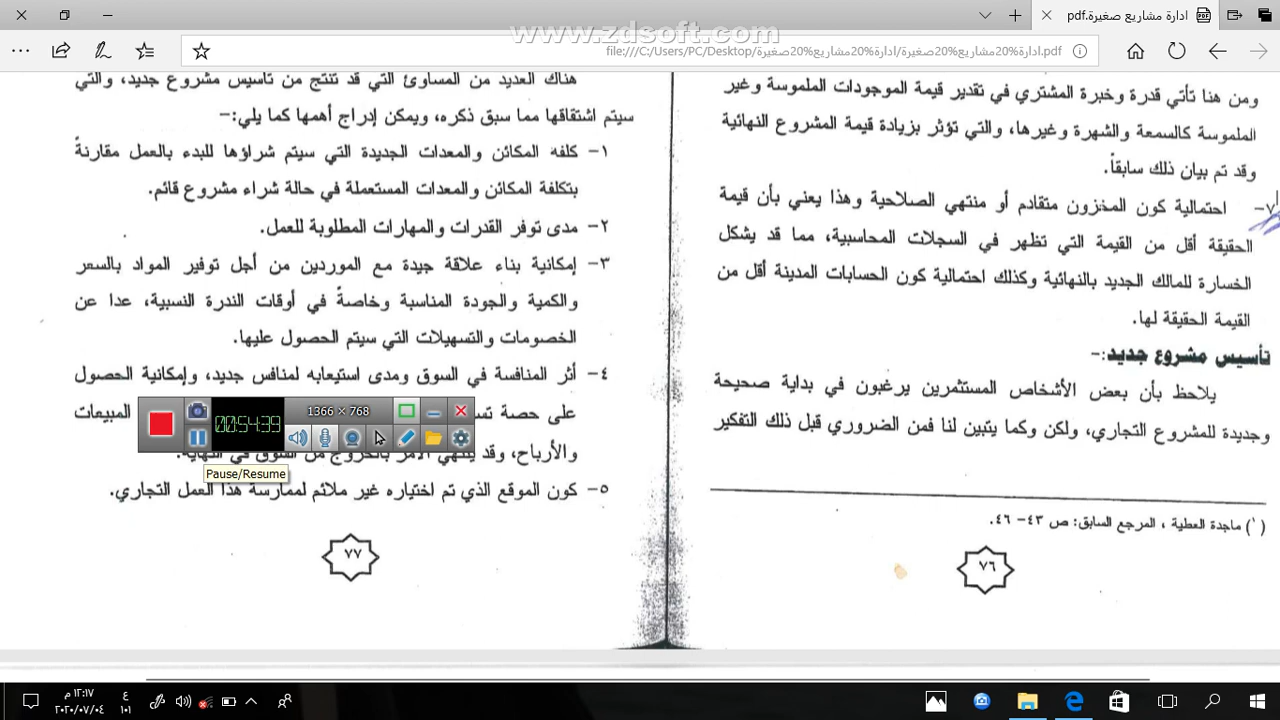 ادارة مشاريع صغيرة.pdf
www.zdsoft.com
file:///C:/Users/PC/Desktop/ادارة%20مشاريع%20صغيرة/ادارة%20مشاريع%20صغيرة.pdf
ومن هنا تأتي قدرة وخبرة المشتري في تقدير قيمة الموجودات الملموسة وغير
الملموسة كالسمعة والشهرة وغيرها، والتي تؤثر بزيادة قيمة المشروع النهائية
وقد تم بيان ذلك سابقاً.
٧- احتمالية كون المخزون متقادم أو منتهي الصلاحية وهذا يعني بأن قيمة
الحقيقة أقل من القيمة التي تظهر في السجلات المحاسبية، مما قد يشكل
الخسارة للمالك الجديد بالنهائية وكذلك احتمالية كون الحسابات المدينة أقل من
القيمة الحقيقة لها.
تأسيس مشروع جديد:-
يلاحظ بأن بعض الأشخاص المستثمرين يرغبون في بداية صحيحة
وجديدة للمشروع التجاري، ولكن وكما يتبين لنا فمن الضروري قبل ذلك التفكير
(١) ماجدة العطية ، المرجع السابق: ص ٤٣- ٤٦.
٧٦
هناك العديد من المساوئ التي قد تنتج من تأسيس مشروع جديد، والتي
سيتم اشتقاقها مما سبق ذكره، ويمكن إدراج أهمها كما يلي:-
١- كلفه المكائن والمعدات الجديدة التي سيتم شراؤها للبدء بالعمل مقارنةً
بتكلفة المكائن والمعدات المستعملة في حالة شراء مشروع قائم.
٢- مدى توفر القدرات والمهارات المطلوبة للعمل.
٣- إمكانية بناء علاقة جيدة مع الموردين من أجل توفير المواد بالسعر
والكمية والجودة المناسبة وخاصةً في أوقات الندرة النسبية، عدا عن
الخصومات والتسهيلات التي سيتم الحصول عليها.
٤- أثر المنافسة في السوق ومدى استيعابه لمنافس جديد، وإمكانية الحصول
على حصة المبيعات
والأرباح، وقد ينتهي الأمر بالخروج من السوق في النهاية.
٥- كون الموقع الذي تم اختياره غير ملائم لممارسة هذا العمل التجاري.
٧٧
00:54:39
1366 × 768
Pause/Resume
١٢:١٧ م
٢٠٢٠/٠٧/٠٤
٤
١٠١